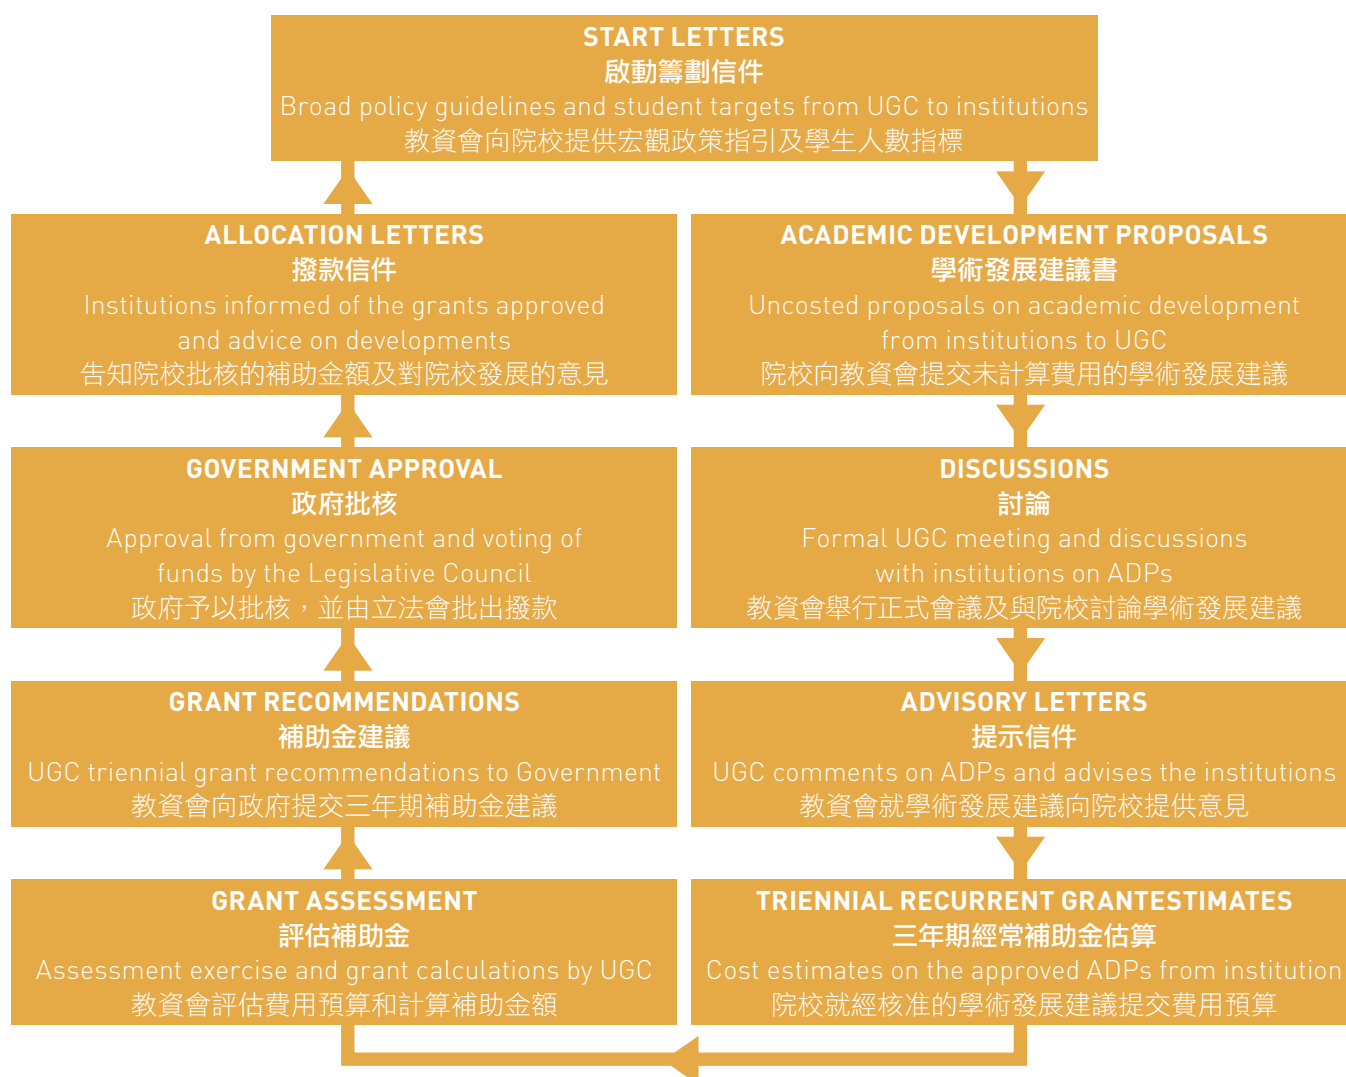 START LETTERS
啟動籌劃信件
Broad policy guidelines and student targets from UGC to institutions
教資會向院校提供宏觀政策指引及學生人數指標
ALLOCATION LETTERS
撥款信件
Institutions informed of the grants approved
and advice on developments
告知院校批核的補助金額及對院校發展的意見
ACADEMIC DEVELOPMENT PROPOSALS
學術發展建議書
Uncosted proposals on academic development
from institutions to UGC
院校向教資會提交未計算費用的學術發展建議
GOVERNMENT APPROVAL
政府批核
Approval from government and voting of
funds by the Legislative Council
政府予以批核，並由立法會批出撥款
DISCUSSIONS
討論
Formal UGC meeting and discussions
with institutions on ADPs
教資會舉行正式會議及與院校討論學術發展建議
GRANT RECOMMENDATIONS
補助金建議
UGC triennial grant recommendations to Government
教資會向政府提交三年期補助金建議
ADVISORY LETTERS
提示信件
UGC comments on ADPs and advises the institutions
教資會就學術發展建議向院校提供意見
GRANT ASSESSMENT
評估補助金
Assessment exercise and grant calculations by UGC
教資會評估費用預算和計算補助金額
TRIENNIAL RECURRENT GRANTESTIMATES
三年期經常補助金估算
Cost estimates on the approved ADPs from institution
院校就經核准的學術發展建議提交費用預算